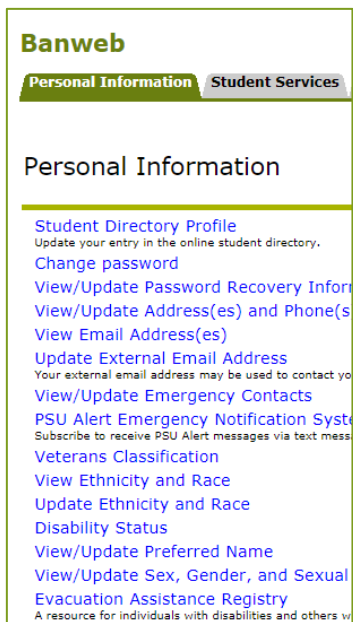 Banweb
Personal Information Student Services
Personal Information
Student Directory Profile
Update your entry in the online student directory.
Change password
View/Update Password Recovery
View/Update Address(es) and Phone(s
View Email Address(es)
Update External Email Address
Your external email address may be used to contact
View/Update Emergency Contacts
PSU Alert Emergency Notification
Subscribe to receive PSU Alert messages via text
Veterans Classification
View Ethnicity and Race
Update Ethnicity and Race
Disability Status
View/Update Preferred Name
View/Update Sex, Gender, and Sexual
Evacuation Assistance Registry
A resource for individuals with disabilities and others